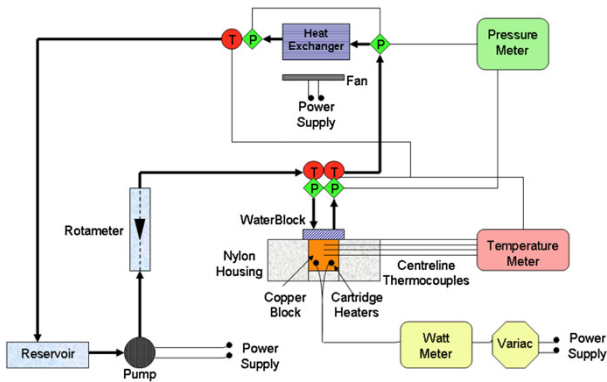 T
P
Heat
Exchanger
P
Pressure
Meter
Fan
Power
Supply
T
T
P
P
Rotameter
WaterBlock
Nylon
Housing
Centreline
Thermocouples
Temperature
Meter
Copper
Block
Cartridge
Heaters
Reservoir
Pump
Power
Supply
Watt
Meter
Variac
Power
Supply